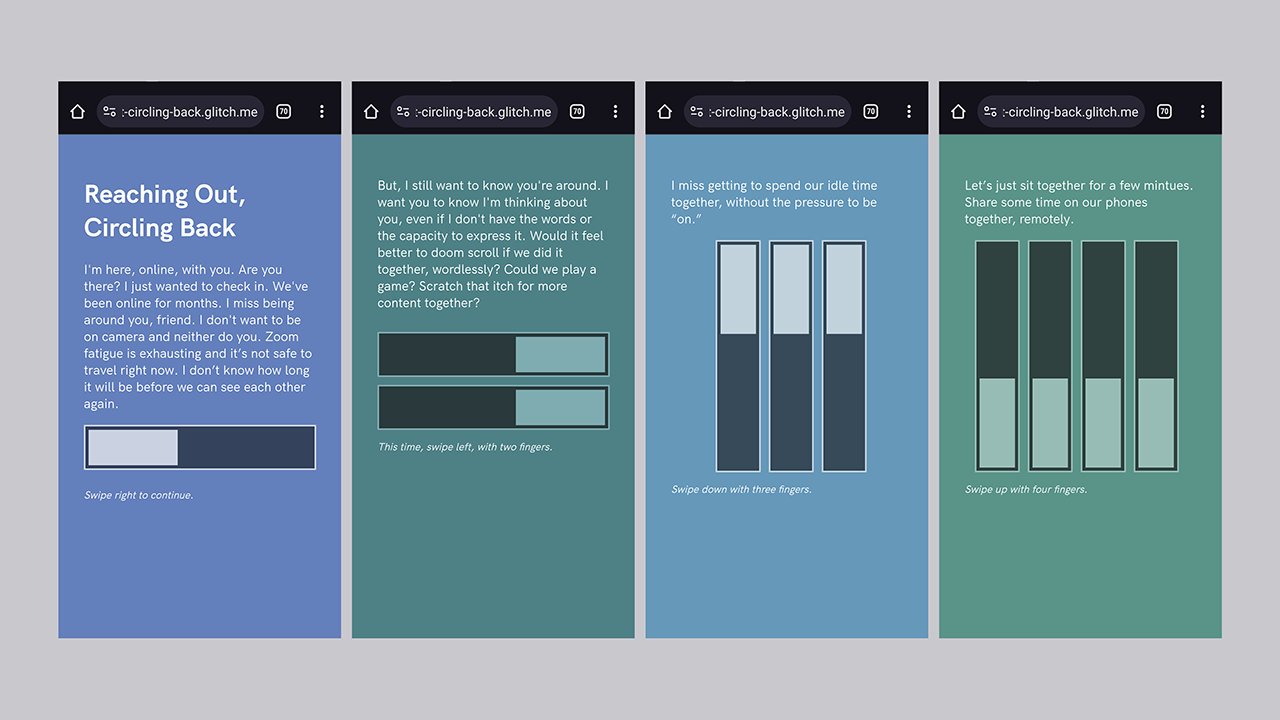 :-circling-back.glitch.me
70
Reaching Out,
Circling Back
I'm here, online, with you. Are you
there? I just wanted to check in. We've
been online for months. I miss being
around you, friend. I don't want to be
on camera and neither do you. Zoom
fatigue is exhausting and it’s not safe to
travel right now. I don’t know how long
it will be before we can see each other
again.
Swipe right to continue.
:-circling-back.glitch.me
70
But, I still want to know you're around. I
want you to know I'm thinking about
you, even if I don't have the words or
the capacity to express it. Would it feel
better to doom scroll if we did it
together, wordlessly? Could we play a
game? Scratch that itch for more
content together?
This time, swipe left, with two fingers.
:-circling-back.glitch.me
70
I miss getting to spend our idle time
together, without the pressure to be
“on.”
Swipe down with three fingers.
:-circling-back.glitch.me
70
Let’s just sit together for a few mintues.
Share some time on our phones
together, remotely.
Swipe up with four fingers.